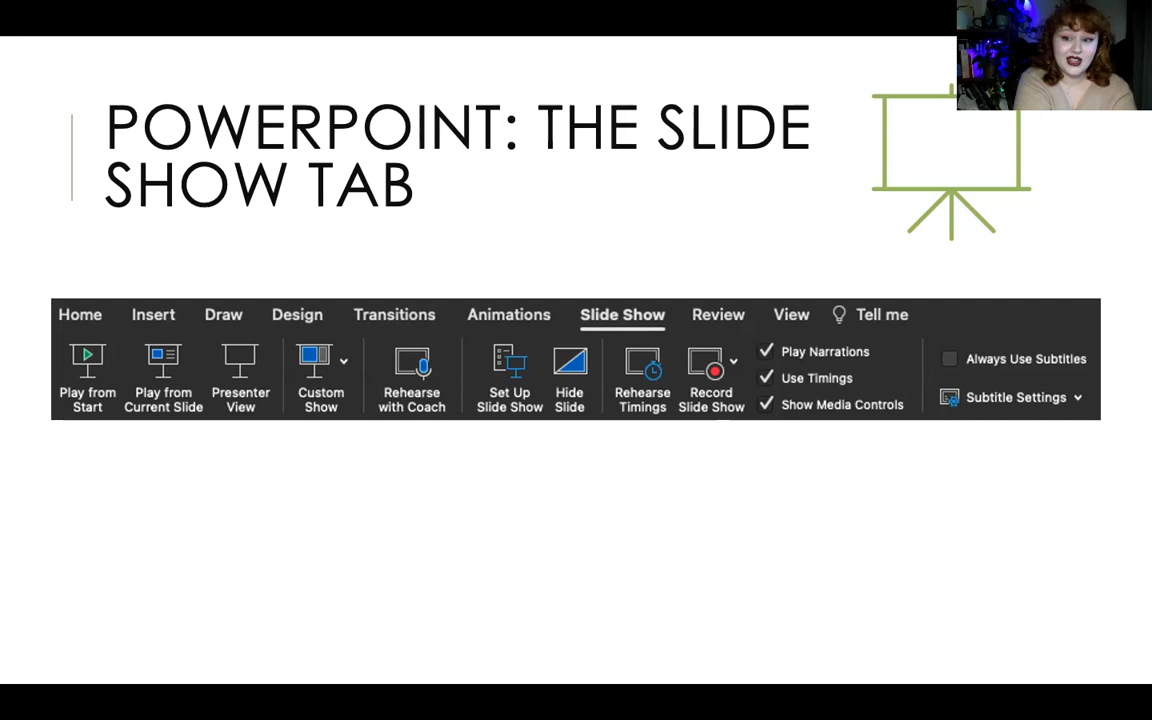 POWERPOINT: THE SLIDE
SHOW TAB
Home Insert Draw Design Transitions Animations Slide Show Review View Tell me
Play from
Start
Play from
Current Slide
Presenter
View
Custom
Show
Rehearse
with Coach
Set Up
Slide Show
Hide
Slide
Rehearse
Timings
Record
Slide Show
Play Narrations
Use Timings
Show Media Controls
Always Use Subtitles
Subtitle Settings